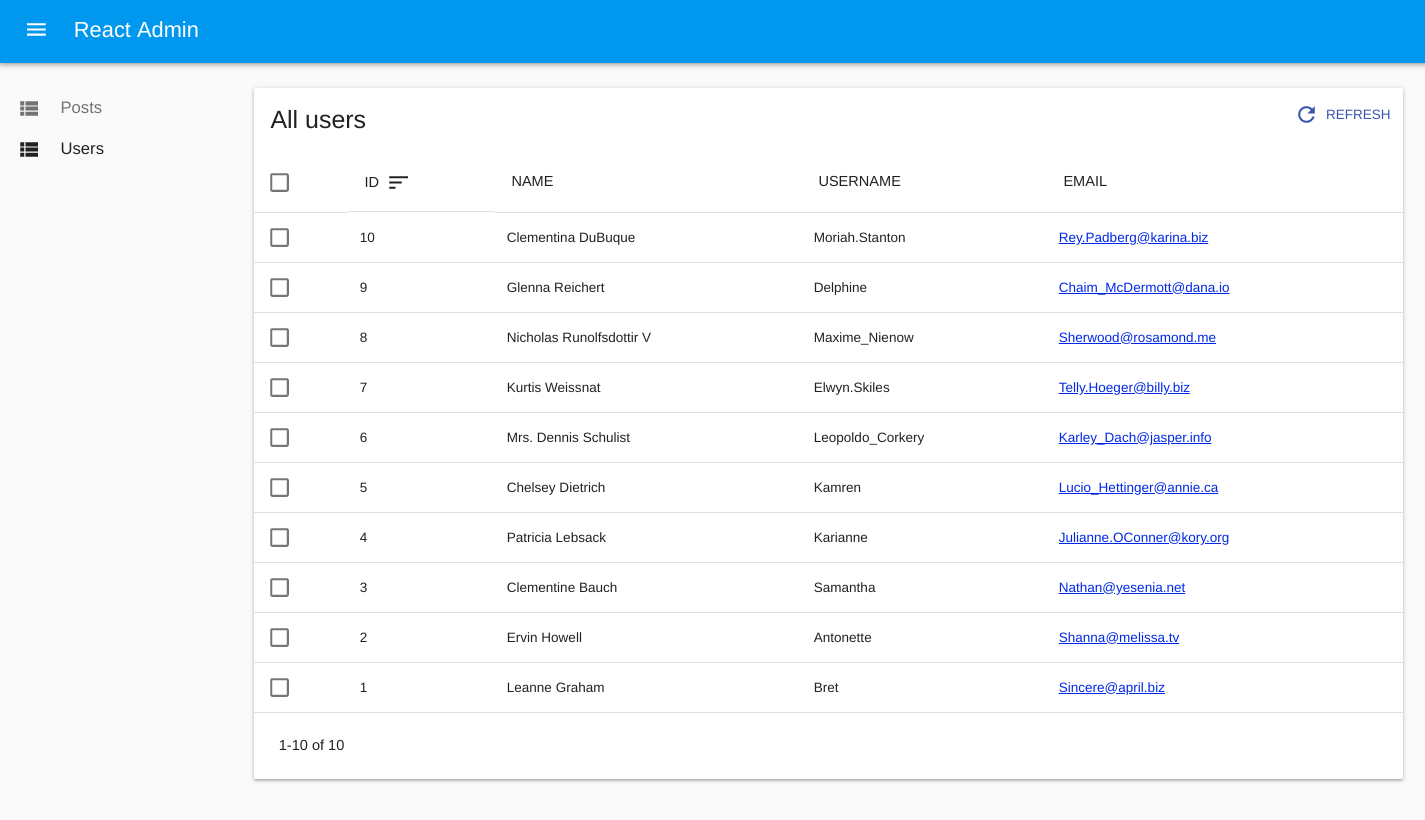 React Admin
Posts
Users
All users
REFRESH
ID NAME USERNAME EMAIL
10 Clementina DuBuque Moriah.Stanton Rey.Padberg@karina.biz
9 Glenna Reichert Delphine Chaim_McDermott@dana.io
8 Nicholas Runolfsdottir V Maxime_Nienow Sherwood@rosamond.me
7 Kurtis Weissnat Elwyn.Skiles Telly.Hoeger@billy.biz
6 Mrs. Dennis Schulist Leopoldo_Corkery Karley_Dach@jasper.info
5 Chelsey Dietrich Kamren Lucio_Hettinger@annie.ca
4 Patricia Lebsack Karianne Julianne.OConner@kory.org
3 Clementine Bauch Samantha Nathan@yesenia.net
2 Ervin Howell Antonette Shanna@melissa.tv
1 Leanne Graham Bret Sincere@april.biz
1-10 of 10